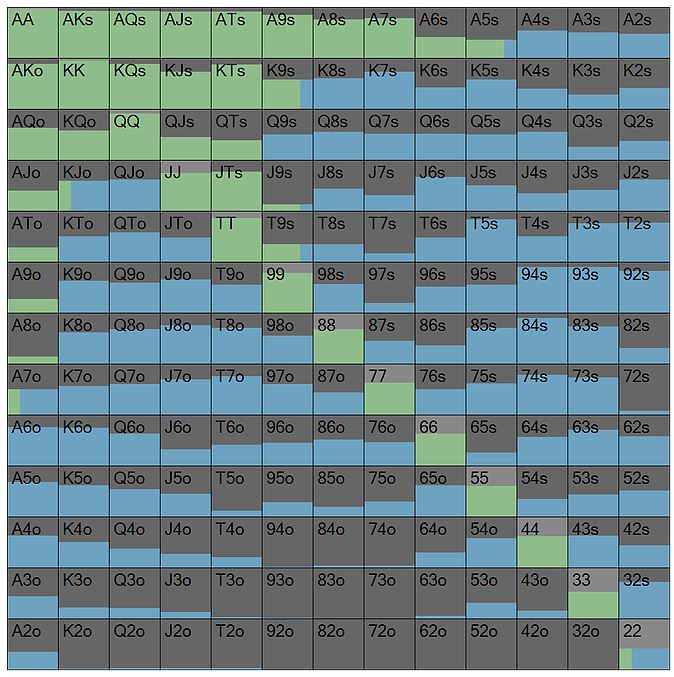 AA AKs AQs AJs ATs A9s A8s A7s A6s A5s A4s A3s A2s
AKo KK KQs KJs KTs K9s K8s K7s K6s K5s K4s K3s K2s
AQo KQo QQ QJs QTs Q9s Q8s Q7s Q6s Q5s Q4s Q3s Q2s
AJo KJo QJo JJ JTs J9s J8s J7s J6s J5s J4s J3s J2s
ATo KTo QTo JTo TT T9s T8s T7s T6s T5s T4s T3s T2s
A9o K9o Q9o J9o T9o 99 98s 97s 96s 95s 94s 93s 92s
A8o K8o Q8o J8o T8o 98o 88 87s 86s 85s 84s 83s 82s
A7o K7o Q7o J7o T7o 97o 87o 77 76s 75s 74s 73s 72s
A6o K6o Q6o J6o T6o 96o 86o 76o 66 65s 64s 63s 62s
A5o K5o Q5o J5o T5o 95o 85o 75o 65o 55 54s 53s 52s
A4o K4o Q4o J4o T4o 94o 84o 74o 64o 54o 44 43s 42s
A3o K3o Q3o J3o T3o 93o 83o 73o 63o 53o 43o 33 32s
A2o K2o Q2o J2o T2o 92o 82o 72o 62o 52o 42o 32o 22